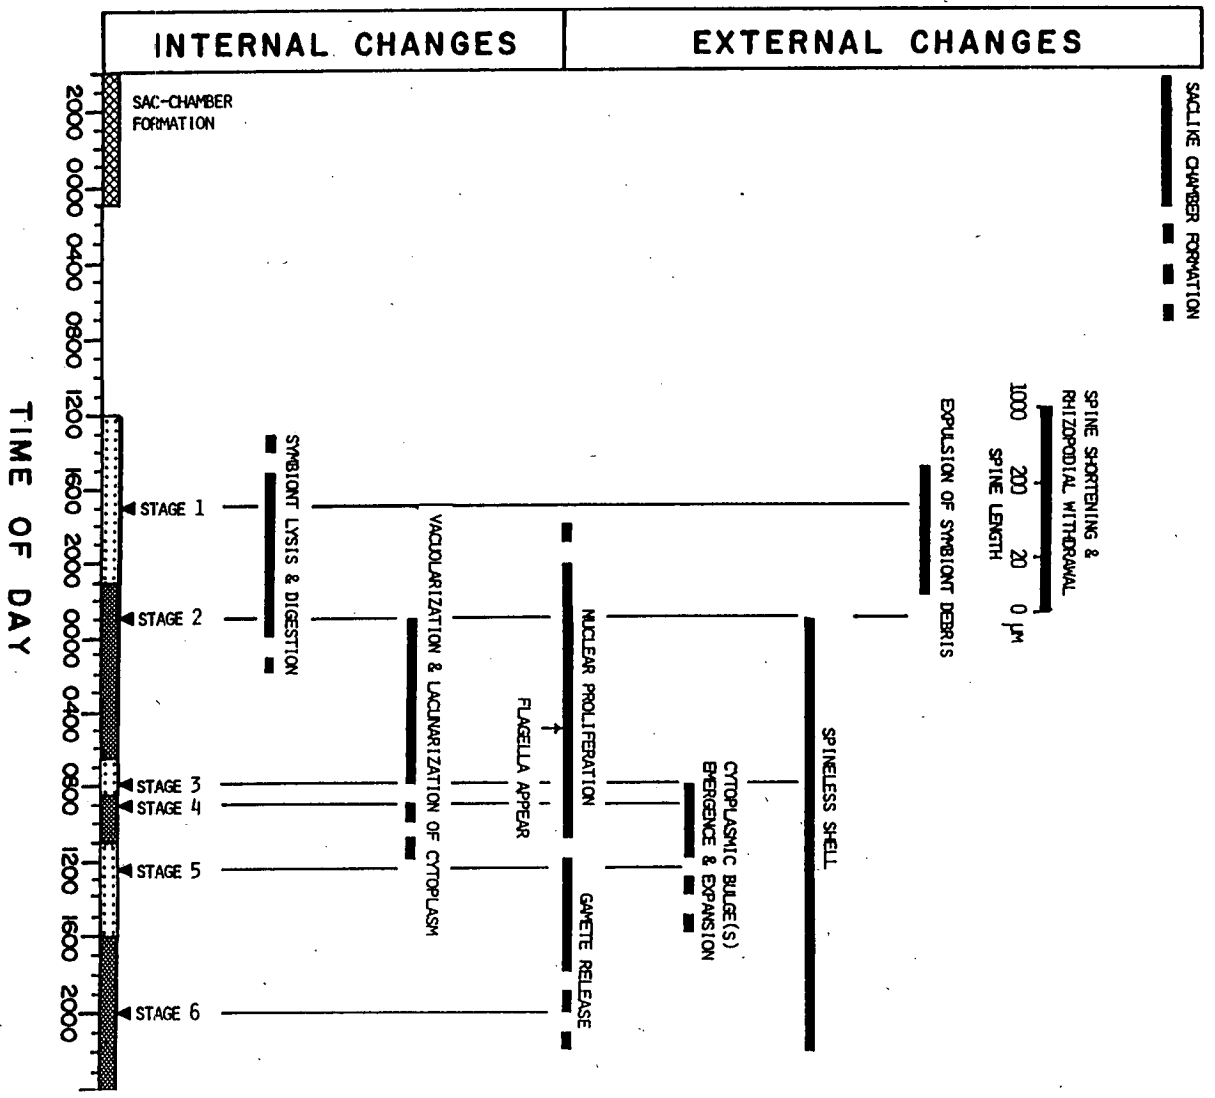 INTERNAL CHANGES
EXTERNAL CHANGES
SAC-CHAMBER
FORMATION
SACLIKE CHAMBER FORMATION
SPINE SHORTENING &
RHIZOPODIAL WITHDRAWAL
1000 200 20 0 µM
SPINE LENGTH
EXPULSION OF SYMBIONT DEBRIS
SYMBIONT LYSIS & DIGESTION
VACUOLARIZATION & LACUNARIZATION OF CYTOPLASM
NUCLEAR PROLIFERATION
FLAGELLA APPEAR
SPINELESS SHELL
CYTOPLASMIC BULGE(S)
EMERGENCE & EXPANSION
GAMETE RELEASE
STAGE 1
STAGE 2
STAGE 3
STAGE 4
STAGE 5
STAGE 6
2000 0000 0400 0800 1200 1600 2000 0000 0400 0800 1200 1600 2000
TIME OF DAY